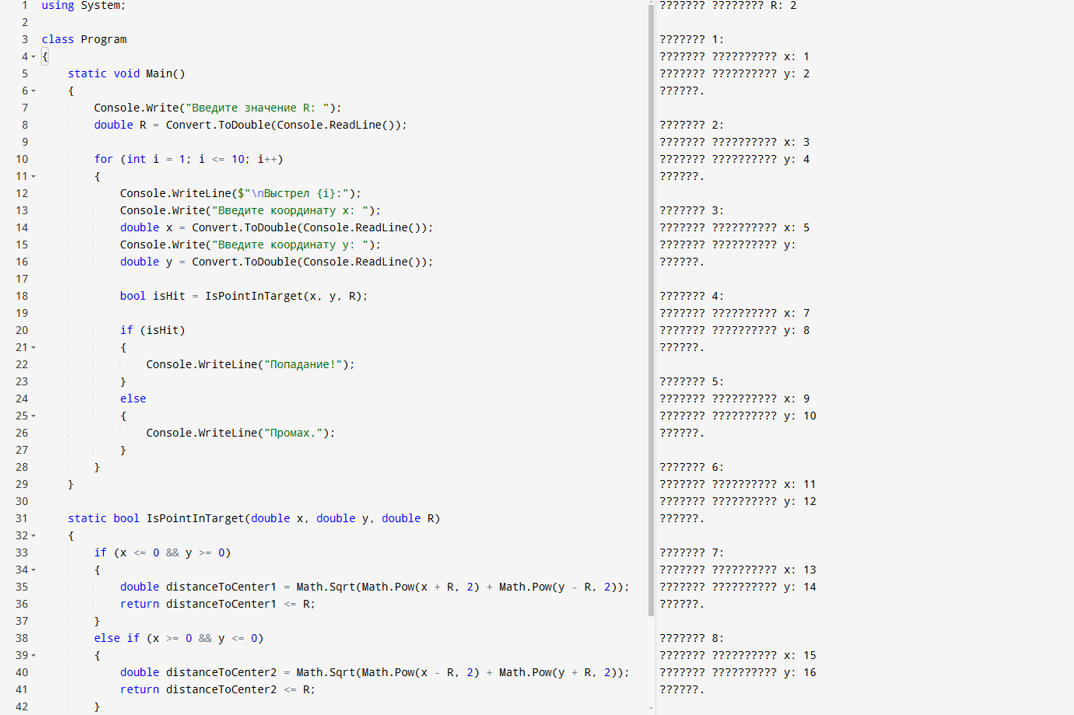 using System;
class Program
{
static void Main()
{
Console.Write("Введите значение R: ");
double R = Convert.ToDouble(Console.ReadLine());
for (int i = 1; i <= 10; i++)
{
Console.WriteLine($"\nВыстрел {i}:");
Console.Write("Введите координату x: ");
double x = Convert.ToDouble(Console.ReadLine());
Console.Write("Введите координату y: ");
double y = Convert.ToDouble(Console.ReadLine());
bool isHit = IsPointInTarget(x, y, R);
if (isHit)
{
Console.WriteLine("Попадание!");
}
else
{
Console.WriteLine("Промах.");
}
}
}
static bool IsPointInTarget(double x, double y, double R)
{
if (x <= 0 && y >= 0)
{
double distanceToCenter1 = Math.Sqrt(Math.Pow(x + R, 2) + Math.Pow(y - R, 2));
return distanceToCenter1 <= R;
}
else if (x >= 0 && y <= 0)
{
double distanceToCenter2 = Math.Sqrt(Math.Pow(x - R, 2) + Math.Pow(y + R, 2));
return distanceToCenter2 <= R;
}
1
2
3
4
5
6
7
8
9
10
11
12
13
14
15
16
17
18
19
20
21
22
23
24
25
26
27
28
29
30
31
32
33
34
35
36
37
38
39
40
41
42
??????? ???????? R: 2
??????? 1:
??????? ?????????? x: 1
??????? ?????????? y: 2
??????.
??????? 2:
??????? ?????????? x: 3
??????? ?????????? y: 4
??????.
??????? 3:
??????? ?????????? x: 5
??????? ?????????? y:
??????.
??????? 4:
??????? ?????????? x: 7
??????? ?????????? y: 8
??????.
??????? 5:
??????? ?????????? x: 9
??????? ?????????? y: 10
??????.
??????? 6:
??????? ?????????? x: 11
??????? ?????????? y: 12
??????.
??????? 7:
??????? ?????????? x: 13
??????? ?????????? y: 14
??????.
??????? 8:
??????? ?????????? x: 15
??????? ?????????? y: 16
??????.